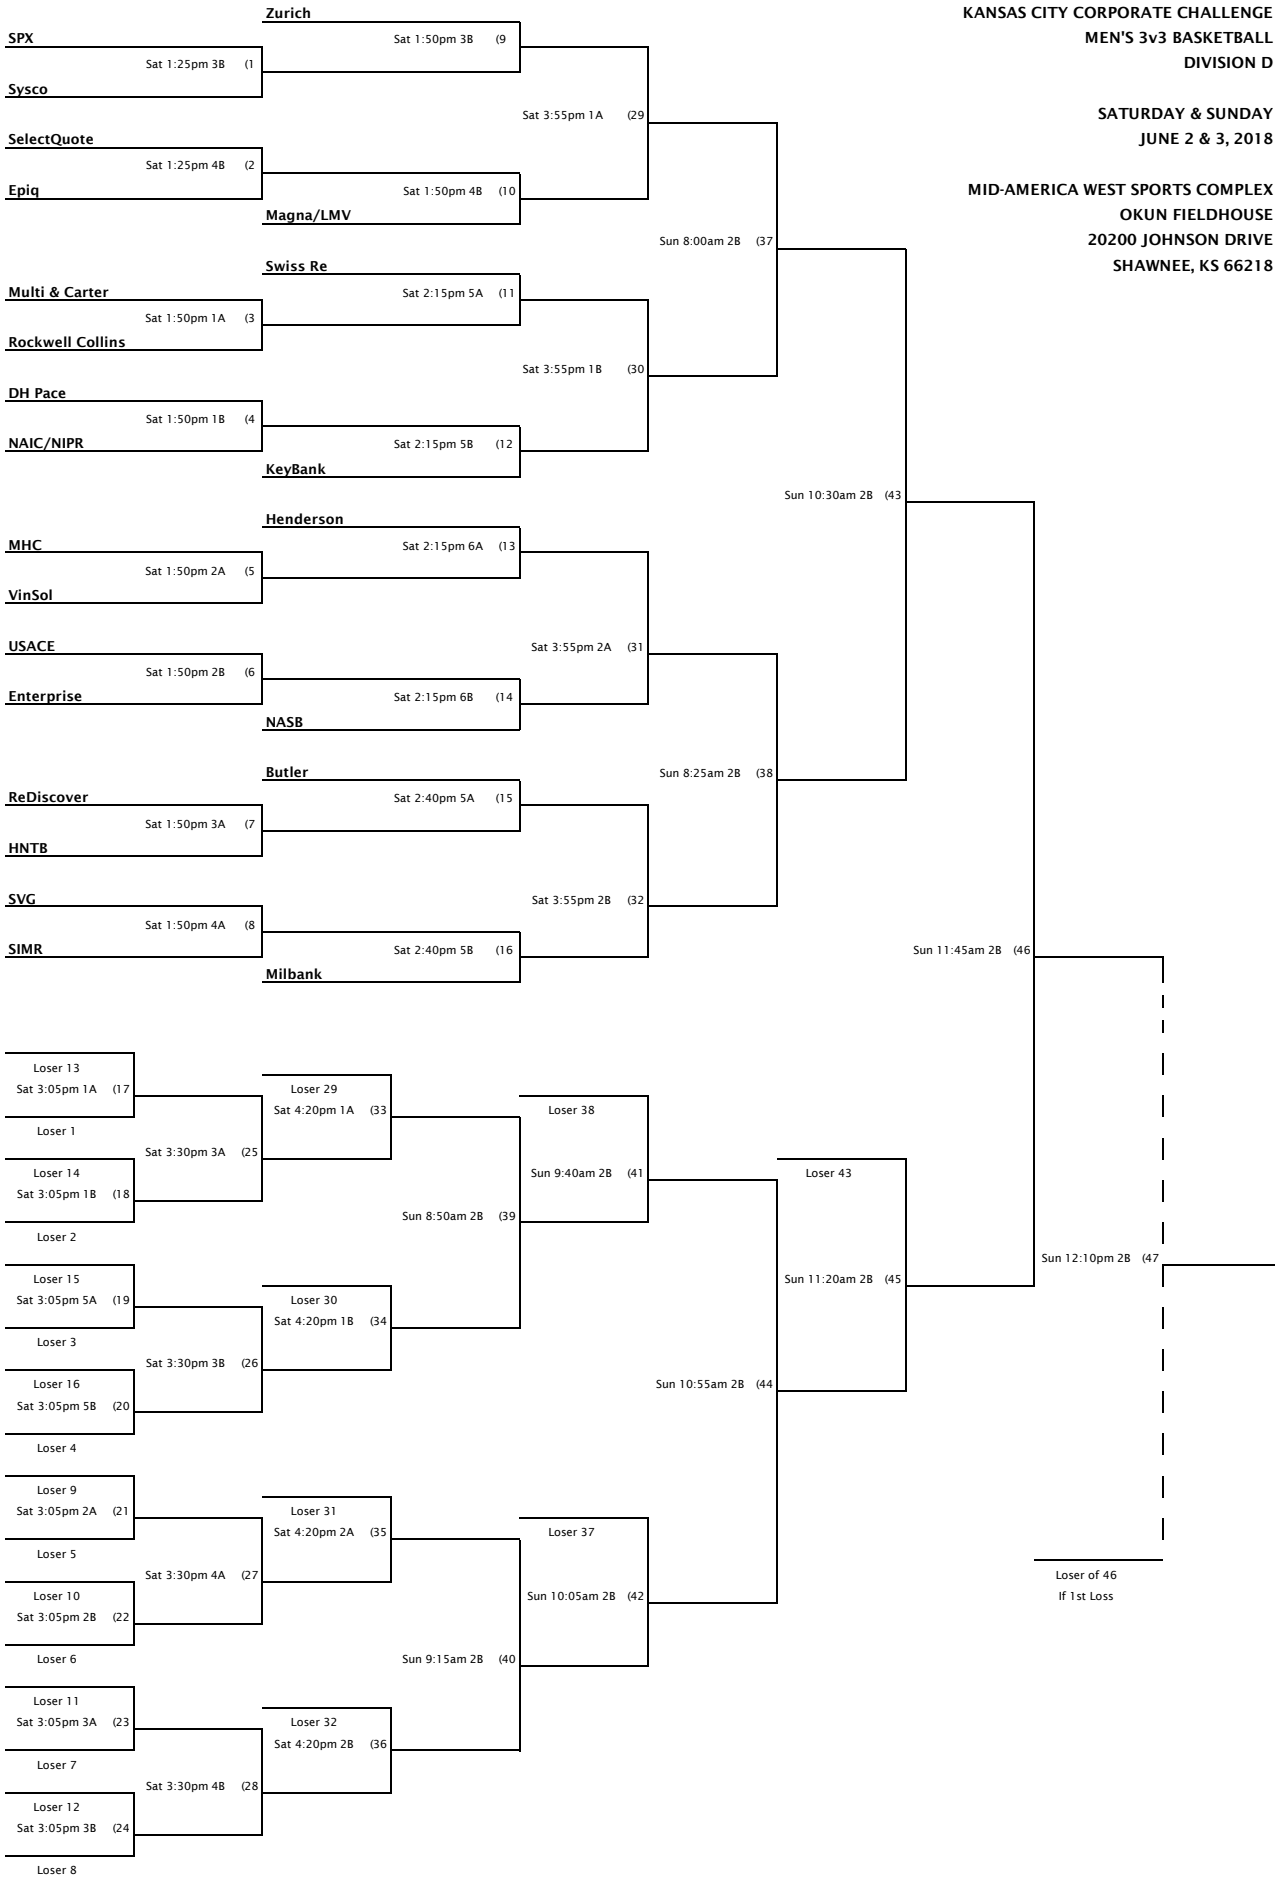 KANSAS CITY CORPORATE CHALLENGE
MEN'S 3v3 BASKETBALL
DIVISION D
SATURDAY & SUNDAY
JUNE 2 & 3, 2018
MID-AMERICA WEST SPORTS COMPLEX
OKUN FIELDHOUSE
20200 JOHNSON DRIVE
SHAWNEE, KS 66218
Zurich
SPX
Sat 1:50pm 3B (9
Sat 1:25pm 3B (1
Sysco
Sat 3:55pm 1A (29
SelectQuote
Sat 1:25pm 4B (2
Epiq
Sat 1:50pm 4B (10
Magna/LMV
Sun 8:00am 2B (37
Swiss Re
Multi & Carter
Sat 2:15pm 5A (11
Sat 1:50pm 1A (3
Rockwell Collins
Sat 3:55pm 1B (30
DH Pace
Sat 1:50pm 1B (4
NAIC/NIPR
Sat 2:15pm 5B (12
KeyBank
Sun 10:30am 2B (43
Henderson
MHC
Sat 2:15pm 6A (13
Sat 1:50pm 2A (5
VinSol
USACE
Sat 3:55pm 2A (31
Sat 1:50pm 2B (6
Enterprise
Sat 2:15pm 6B (14
NASB
Butler
Sun 8:25am 2B (38
ReDiscover
Sat 2:40pm 5A (15
Sat 1:50pm 3A (7
HNTB
SVG
Sat 3:55pm 2B (32
Sat 1:50pm 4A (8
SIMR
Sat 2:40pm 5B (16
Sun 11:45am 2B (46
Milbank
Loser 13
Sat 3:05pm 1A (17
Loser 29
Sat 4:20pm 1A (33
Loser 38
Loser 1
Sat 3:30pm 3A (25
Loser 14
Sun 9:40am 2B (41
Loser 43
Sat 3:05pm 1B (18
Sun 8:50am 2B (39
Loser 2
Sun 12:10pm 2B (47
Loser 15
Sun 11:20am 2B (45
Sat 3:05pm 5A (19
Loser 30
Sat 4:20pm 1B (34
Loser 3
Sat 3:30pm 3B (26
Loser 16
Sun 10:55am 2B (44
Sat 3:05pm 5B (20
Loser 4
Loser 9
Sat 3:05pm 2A (21
Loser 31
Sat 4:20pm 2A (35
Loser 37
Loser 5
Sat 3:30pm 4A (27
Loser of 46
Loser 10
Sun 10:05am 2B (42
If 1st Loss
Sat 3:05pm 2B (22
Loser 6
Sun 9:15am 2B (40
Loser 11
Sat 3:05pm 3A (23
Loser 32
Sat 4:20pm 2B (36
Loser 7
Sat 3:30pm 4B (28
Loser 12
Sat 3:05pm 3B (24
Loser 8